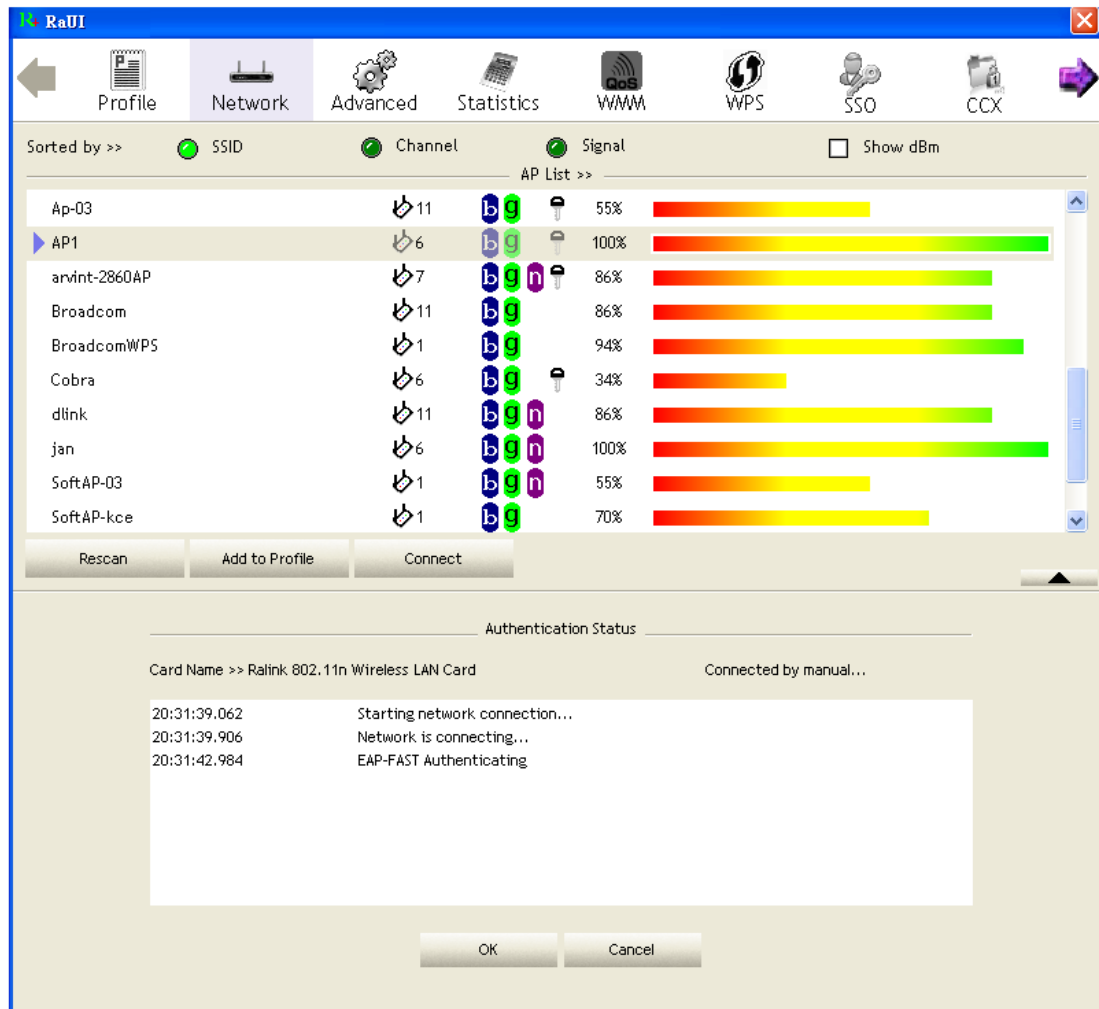 RaUI
Profile Network Advanced Statistics QoS WMM WPS SSO CCX
Sorted by >> SSID Channel Signal Show dBm
AP List >>
Ap-03 11 b g 55%
AP1 6 b g 100%
arvint-2860AP 7 b g n 86%
Broadcom 11 b g 86%
BroadcomWPS 1 b g 94%
Cobra 6 b g 34%
dlink 11 b g n 86%
jan 6 b g n 100%
SoftAP-03 1 b g n 55%
SoftAP-kce 1 b g 70%
Rescan Add to Profile Connect
Authentication Status
Card Name >> Ralink 802.11n Wireless LAN Card Connected by manual...
20:31:39.062 Starting network connection...
20:31:39.906 Network is connecting...
20:31:42.984 EAP-FAST Authenticating
OK Cancel